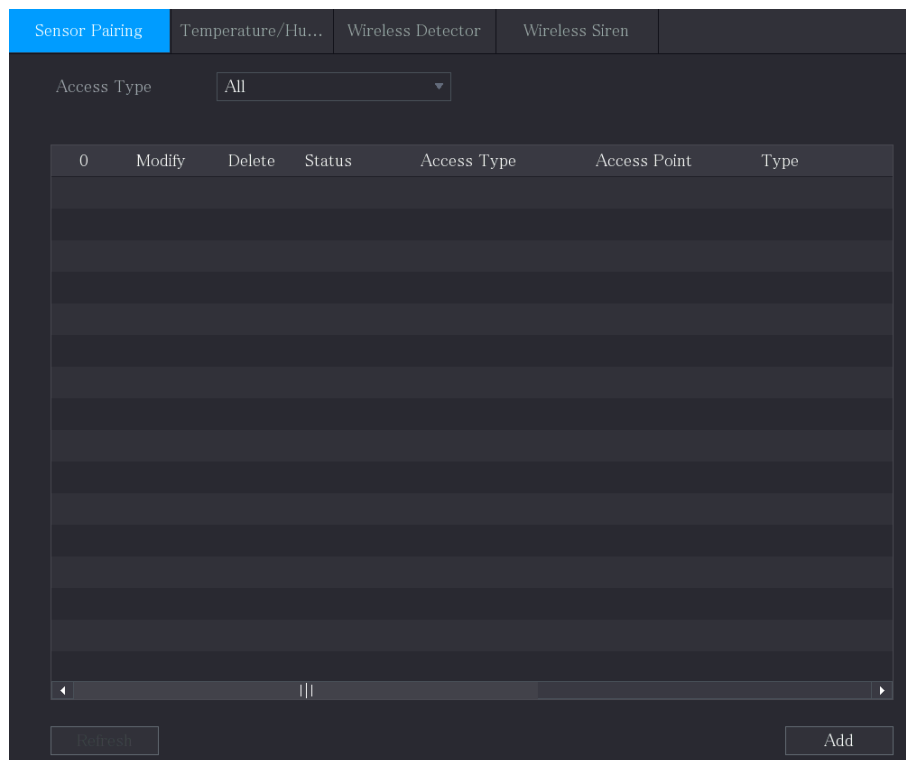 Sensor Pairing Temperature/Hu... Wireless Detector Wireless Siren
Access Type All
0 Modify Delete Status Access Type Access Point Type
Refresh Add